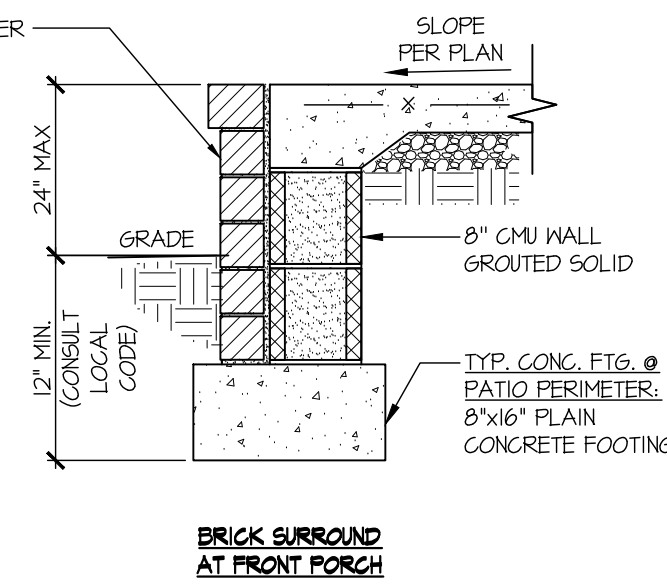 SLOPE
PER PLAN
24" MAX
GRADE
8" CMU WALL
GROUTED SOLID
12" MIN.
(CONSULT
LOCAL
CODE)
TYP. CONC. FTG. @
PATIO PERIMETER:
8"x16" PLAIN
CONCRETE FOOTING
BRICK SURROUND
AT FRONT PORCH